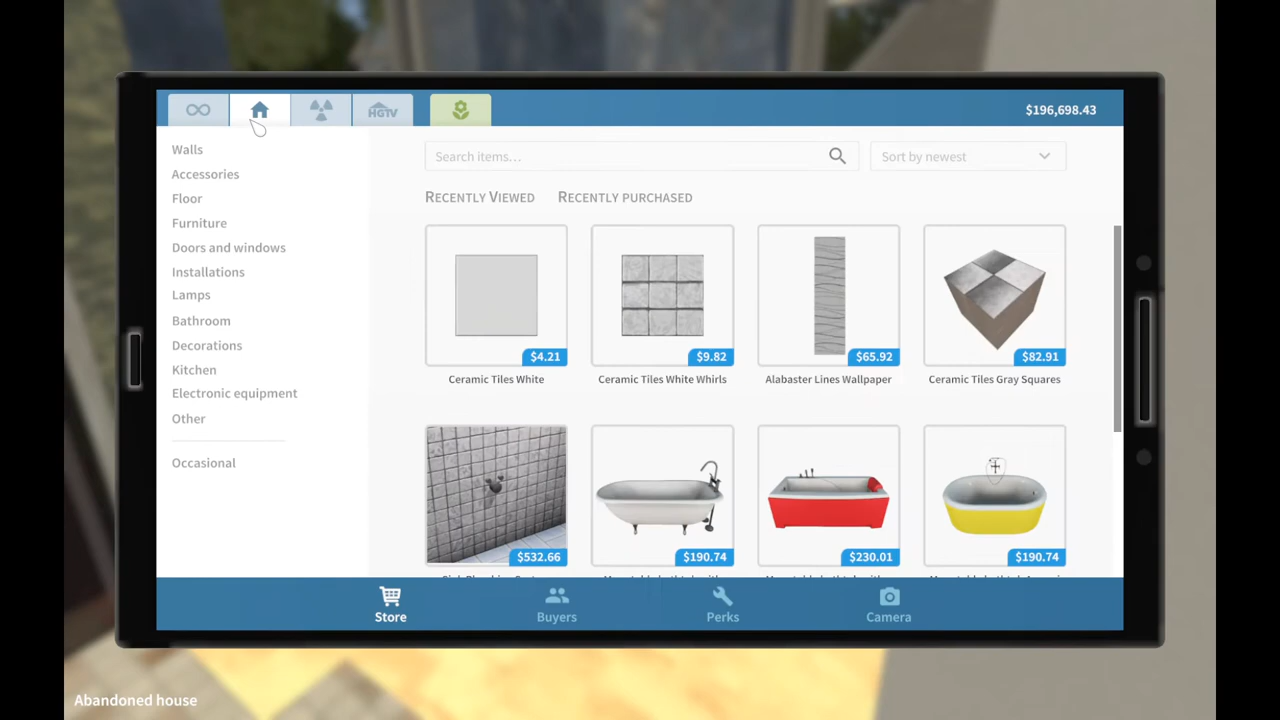 HGTV
$196,698.43
Walls
Accessories
Floor
Furniture
Doors and windows
Installations
Lamps
Bathroom
Decorations
Kitchen
Electronic equipment
Other
Occasional
Search items...
Sort by newest
RECENTLY VIEWED
RECENTLY PURCHASED
$4.21
$9.82
$65.92
$82.91
Ceramic Tiles White
Ceramic Tiles White Whirls
Alabaster Lines Wallpaper
Ceramic Tiles Gray Squares
$532.66
$190.74
$230.01
$190.74
Store
Buyers
Perks
Camera
Abandoned house